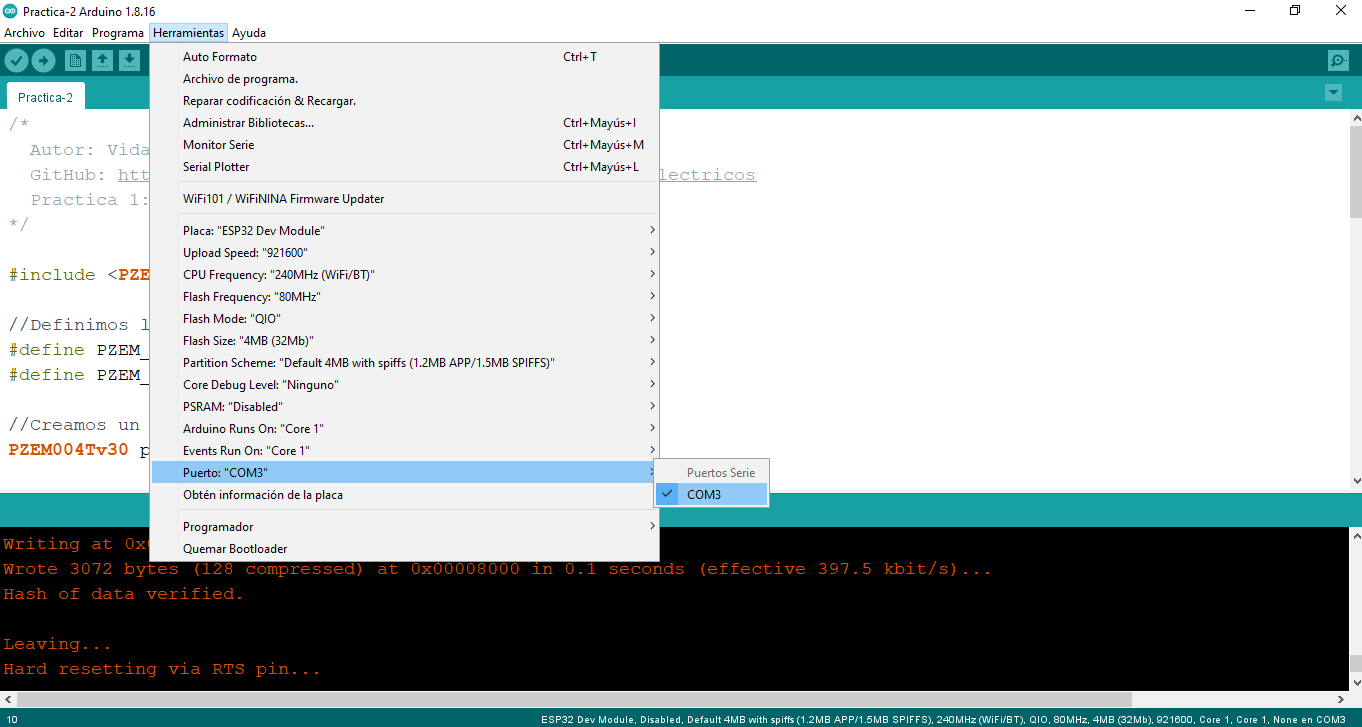 Practica-2 Arduino 1.8.16
Archivo Editar Programa Herramientas Ayuda
Auto Formato Ctrl+T
Archivo de programa.
Reparar codificación & Recargar.
Administrar Bibliotecas... Ctrl+Mayús+I
Monitor Serie Ctrl+Mayús+M
Serial Plotter Ctrl+Mayús+L
WiFi101 / WiFiNINA Firmware Updater
Placa: "ESP32 Dev Module"
Upload Speed: "921600"
CPU Frequency: "240MHz (WiFi/BT)"
Flash Frequency: "80MHz"
Flash Mode: "QIO"
Flash Size: "4MB (32Mb)"
Partition Scheme: "Default 4MB with spiffs (1.2MB APP/1.5MB SPIFFS)"
Core Debug Level: "Ninguno"
PSRAM: "Disabled"
Arduino Runs On: "Core 1"
Events Run On: "Core 1"
Puerto: "COM3"
Obtén información de la placa
Programador
Quemar Bootloader
Puertos Serie
COM3
Practica-2
/*
Autor: Vida
GitHub: htt lectricos
Practica 1:
*/
#include <PZE
//Definimos l
#define PZEM_
#define PZEM_
//Creamos un
PZEM004Tv30 p
Writing at 0x
Wrote 3072 bytes (128 compressed) at 0x00008000 in 0.1 seconds (effective 397.5 kbit/s)...
Hash of data verified.
Leaving...
Hard resetting via RTS pin...
10 ESP32 Dev Module, Disabled, Default 4MB with spiffs (1.2MB APP/1.5MB SPIFFS), 240MHz (WiFi/BT), QIO, 80MHz, 4MB (32Mb), 921600, Core 1, Core 1, None en COM3